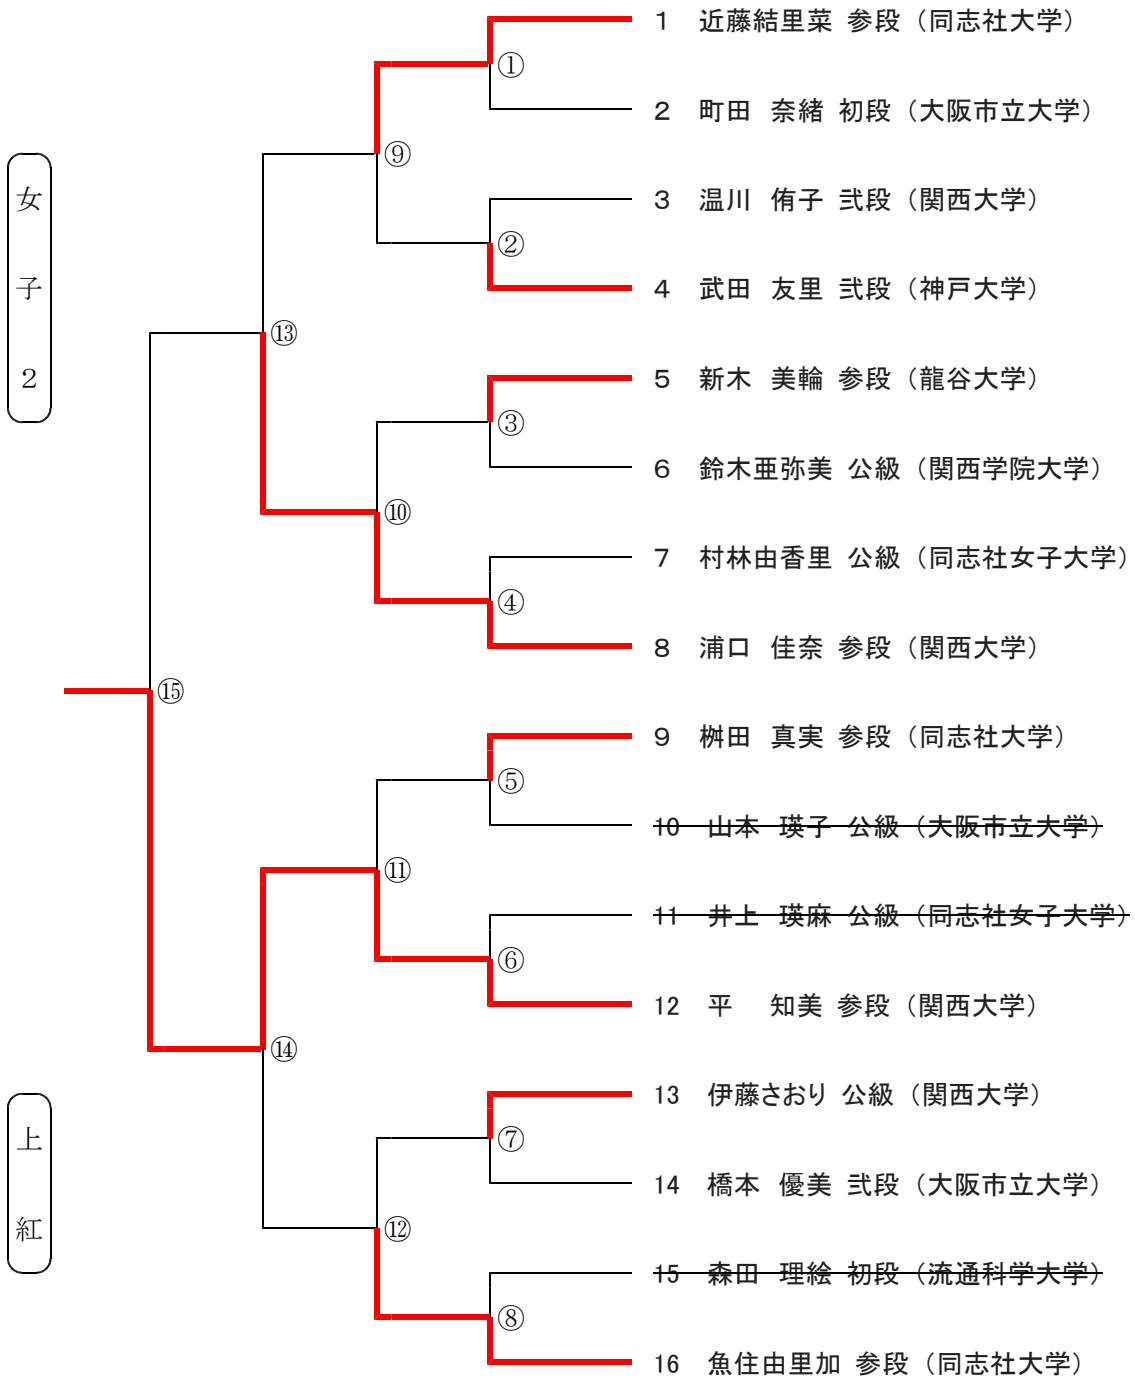 女子２
上紅
1 近藤結里菜 参段 （同志社大学）
①
2 町田 奈緒 初段 （大阪市立大学）
⑨
3 温川 侑子 弐段 （関西大学）
②
4 武田 友里 弐段 （神戸大学）
⑬
5 新木 美輪 参段 （龍谷大学）
③
6 鈴木亜弥美 公級 （関西学院大学）
⑩
7 村林由香里 公級 （同志社女子大学）
④
8 浦口 佳奈 参段 （関西大学）
⑮
9 桝田 真実 参段 （同志社大学）
⑤
10 山本 瑛子 公級 （大阪市立大学）
⑪
11 井上 瑛麻 公級 （同志社女子大学）
⑥
12 平 知美 参段 （関西大学）
⑭
13 伊藤さおり 公級 （関西大学）
⑦
14 橋本 優美 弐段 （大阪市立大学）
⑫
15 森田 理絵 初段 （流通科学大学）
⑧
16 魚住由里加 参段 （同志社大学）